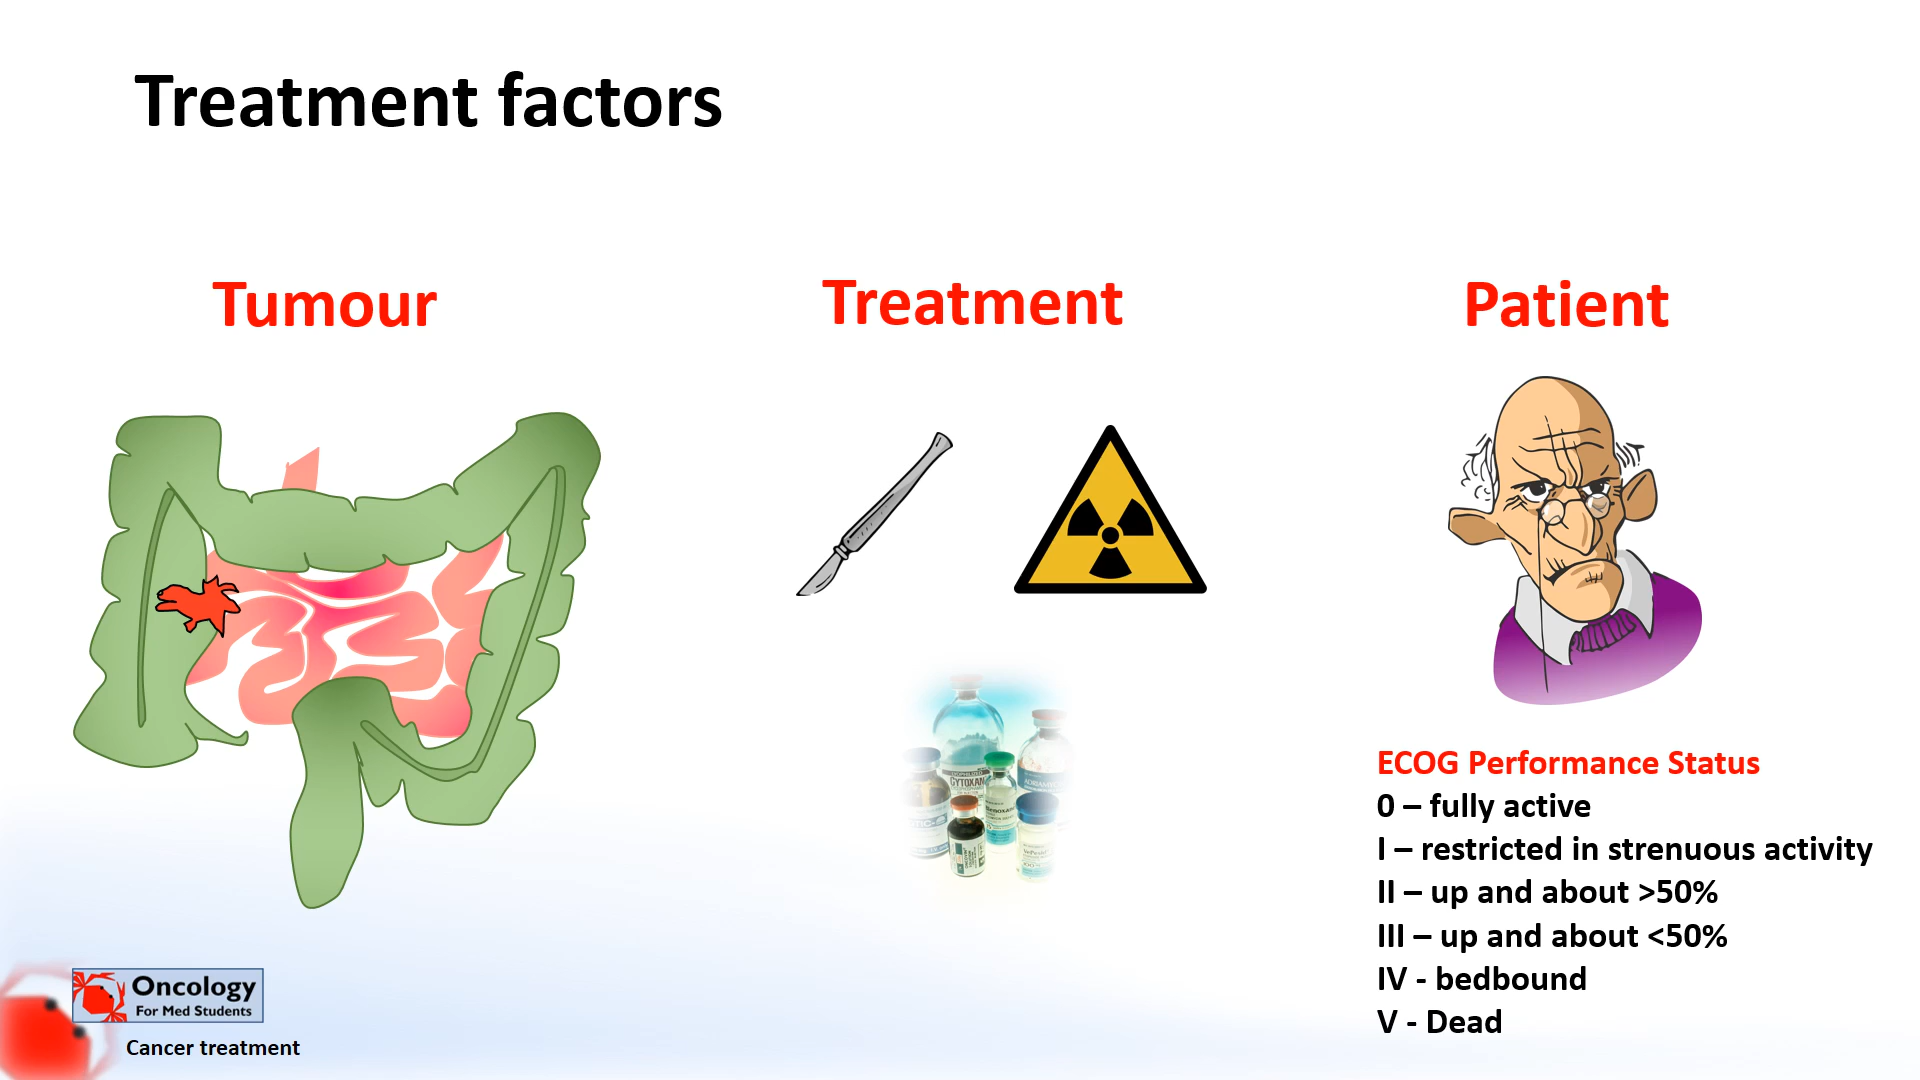 Treatment factors
Tumour
Treatment
Patient
CYTOXAN
ECOG Performance Status
0 – fully active
I – restricted in strenuous activity
II – up and about >50%
III – up and about <50%
IV - bedbound
V - Dead
Oncology
For Med Students
Cancer treatment